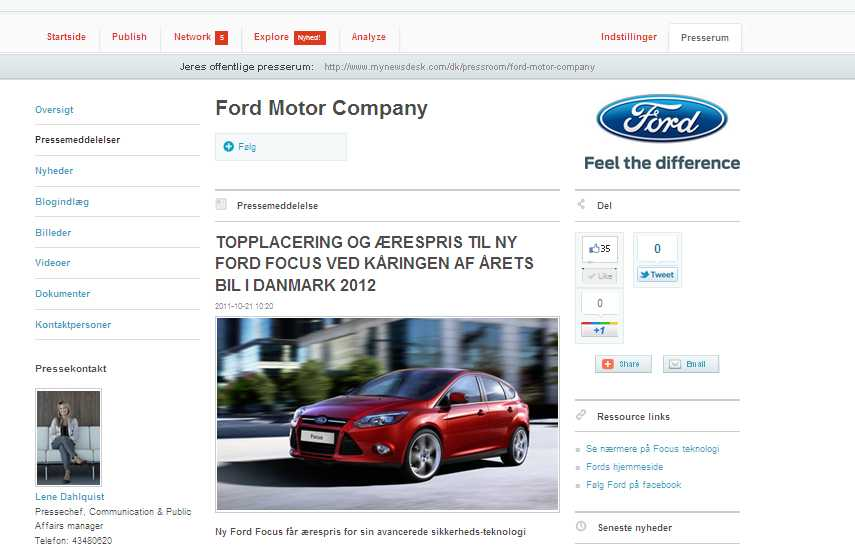 Startside Publish Network 5 Explore Nyhed! Analyze Indstillinger Presserum
Jeres offentlige presserum: http://www.mynewsdesk.com/dk/pressroom/ford-motor-company
Oversigt
Pressemeddelelser
Nyheder
Blogindlæg
Billeder
Videoer
Dokumenter
Kontaktpersoner
Pressekontakt
Lene Dahlquist
Pressechef, Communication & Public
Affairs manager
Telefon: 43480620
Ford Motor Company
Følg
Pressemeddelelse
TOPPLACERING OG ÆRESPRIS TIL NY
FORD FOCUS VED KÅRINGEN AF ÅRETS
BIL I DANMARK 2012
2011-10-21 10:20
Focus
Ny Ford Focus får ærespris for sin avancerede sikkerheds-teknologi
Ford
Feel the difference
Del
35 0
Like Tweet
0
+1
Share Email
Ressource links
Se nærmere på Focus teknologi
Fords hjemmeside
Følg Ford på facebook
Seneste nyheder